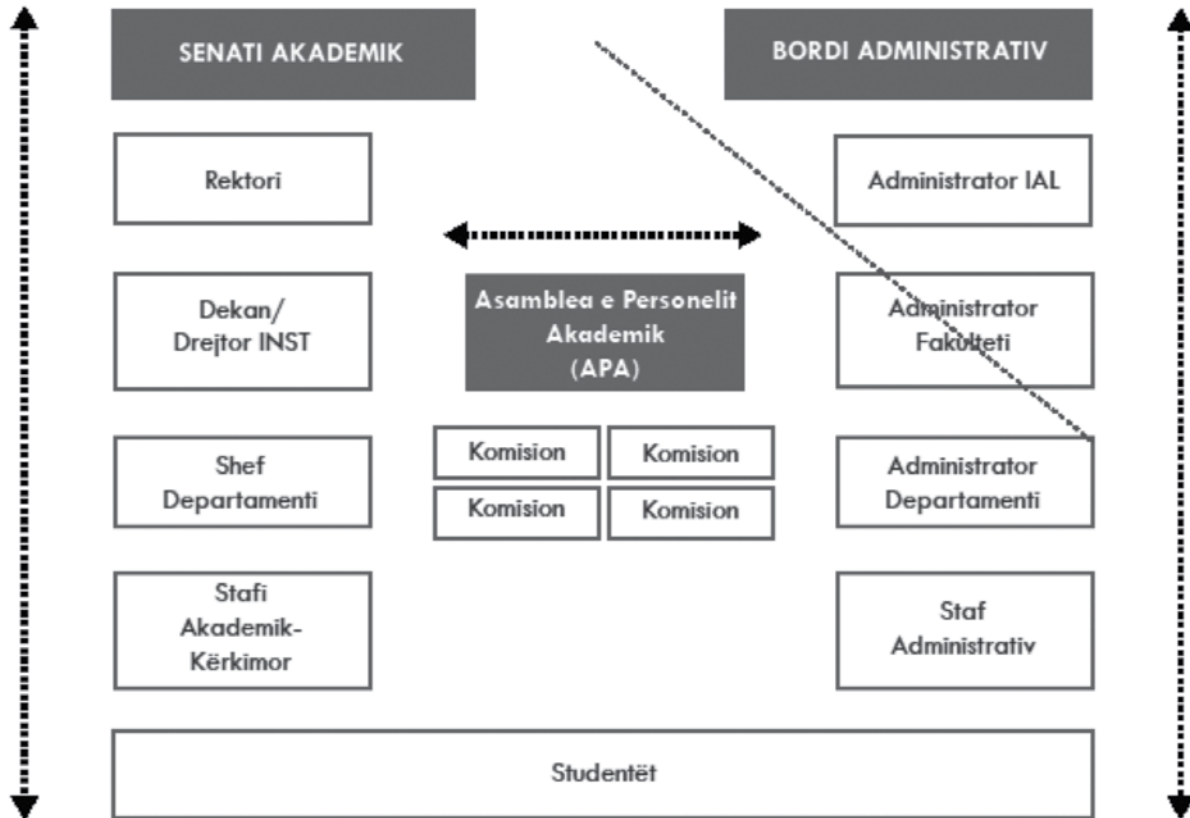 SENATI AKADEMIK
BORDI ADMINISTRATIV
Rektori
Administrator IAL
Dekan/
Drejtor INST
Asamblea e Personelit
Akademik
(APA)
Administrator
Fakulteti
Shef
Departamenti
Komision
Komision
Komision
Komision
Administrator
Departamenti
Stafi
Akademik-
Kërkimor
Staf
Administrativ
Studentët